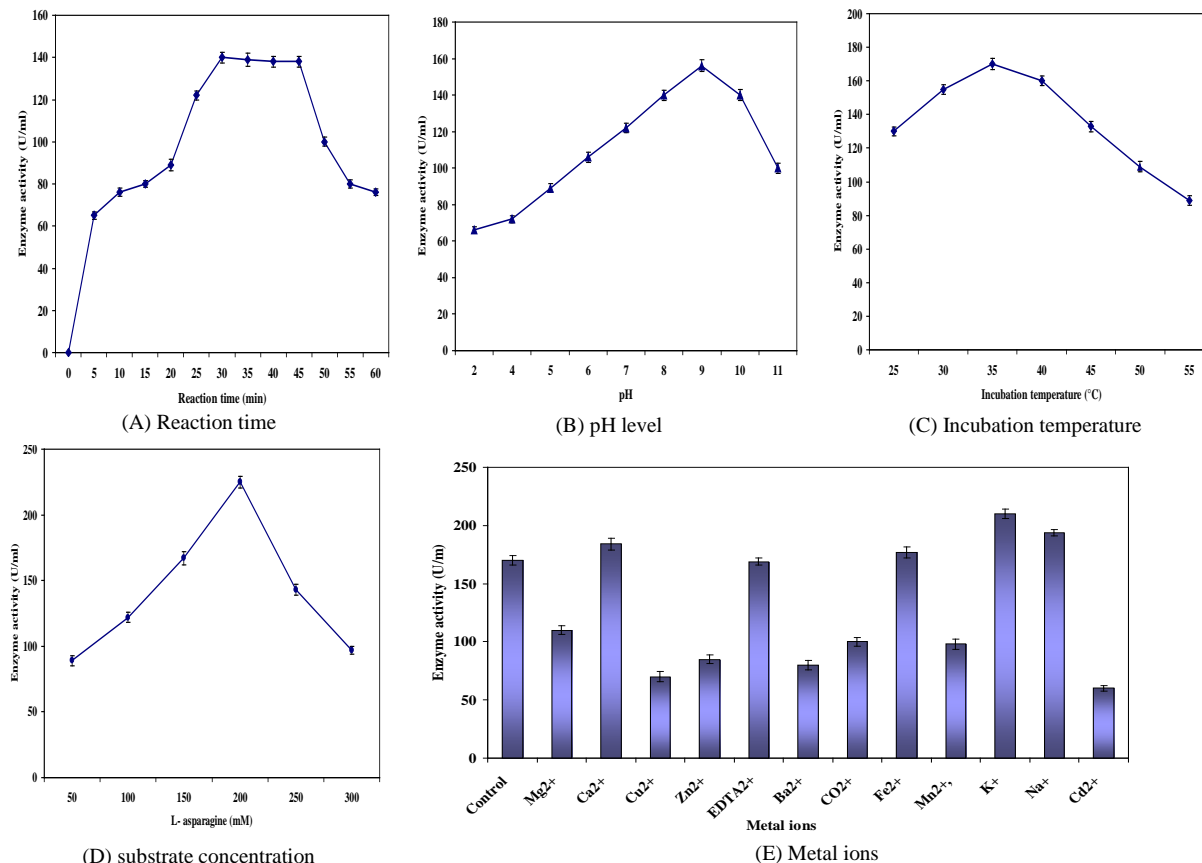 160
140
120
100
80
60
40
20
0
Enzyme activity (U/ml)
0 5 10 15 20 25 30 35 40 45 50 55 60
Reaction time (min)
(A) Reaction time
180
160
140
120
100
80
60
40
20
0
Enzyme activity (U/ml)
2 4 5 6 7 8 9 10 11
pH
(B) pH level
200
180
160
140
120
100
80
60
40
20
0
Enzyme activity (U/ml)
25 30 35 40 45 50 55
Incubation temperature (°C)
(C) Incubation temperature
250
200
150
100
50
0
Enzyme activity (U/ml)
50 100 150 200 250 300
L- asparagine (mM)
(D) substrate concentration
250
200
150
100
50
0
Enzyme activity (U/m)
Control Mg2+ Ca2+ Cu2+ Zn2+ EDTA2+ Ba2+ CO2+ Fe2+ Mn2+, K+ Na+ Cd2+
Metal ions
(E) Metal ions